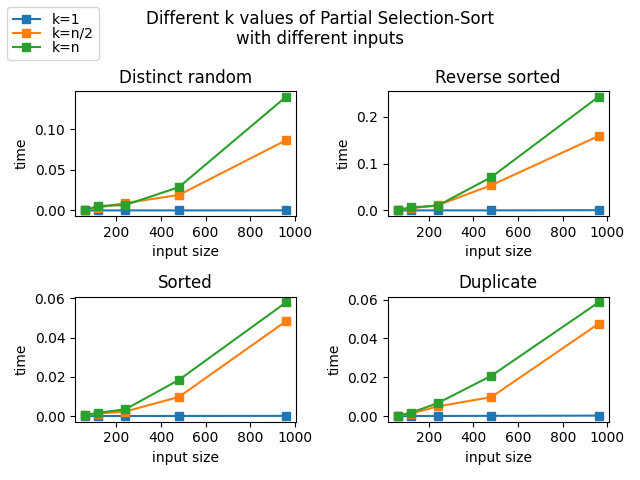 Different k values of Partial Selection-Sort
with different inputs
k=1
k=n/2
k=n
Distinct random
time
0.10
0.05
0.00
200 400 600 800 1000
input size
Reverse sorted
time
0.2
0.1
0.0
200 400 600 800 1000
input size
Sorted
time
0.06
0.04
0.02
0.00
200 400 600 800 1000
input size
Duplicate
time
0.06
0.04
0.02
0.00
200 400 600 800 1000
input size